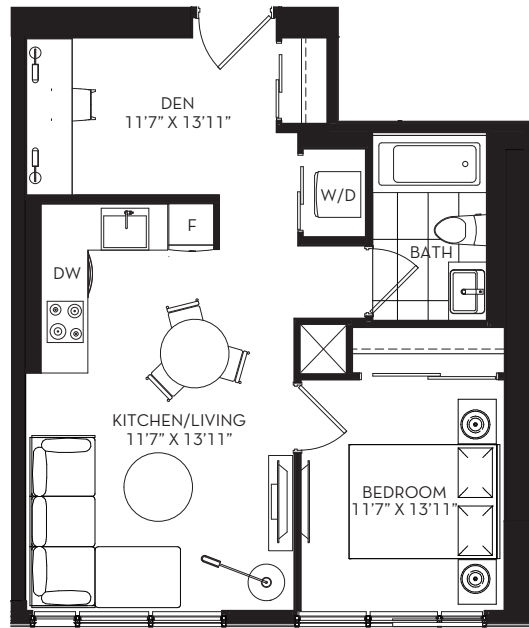 DEN
11'7" X 13'11"
W/D
F
BATH
DW
KITCHEN/LIVING
11'7" X 13'11"
BEDROOM
11'7" X 13'11"